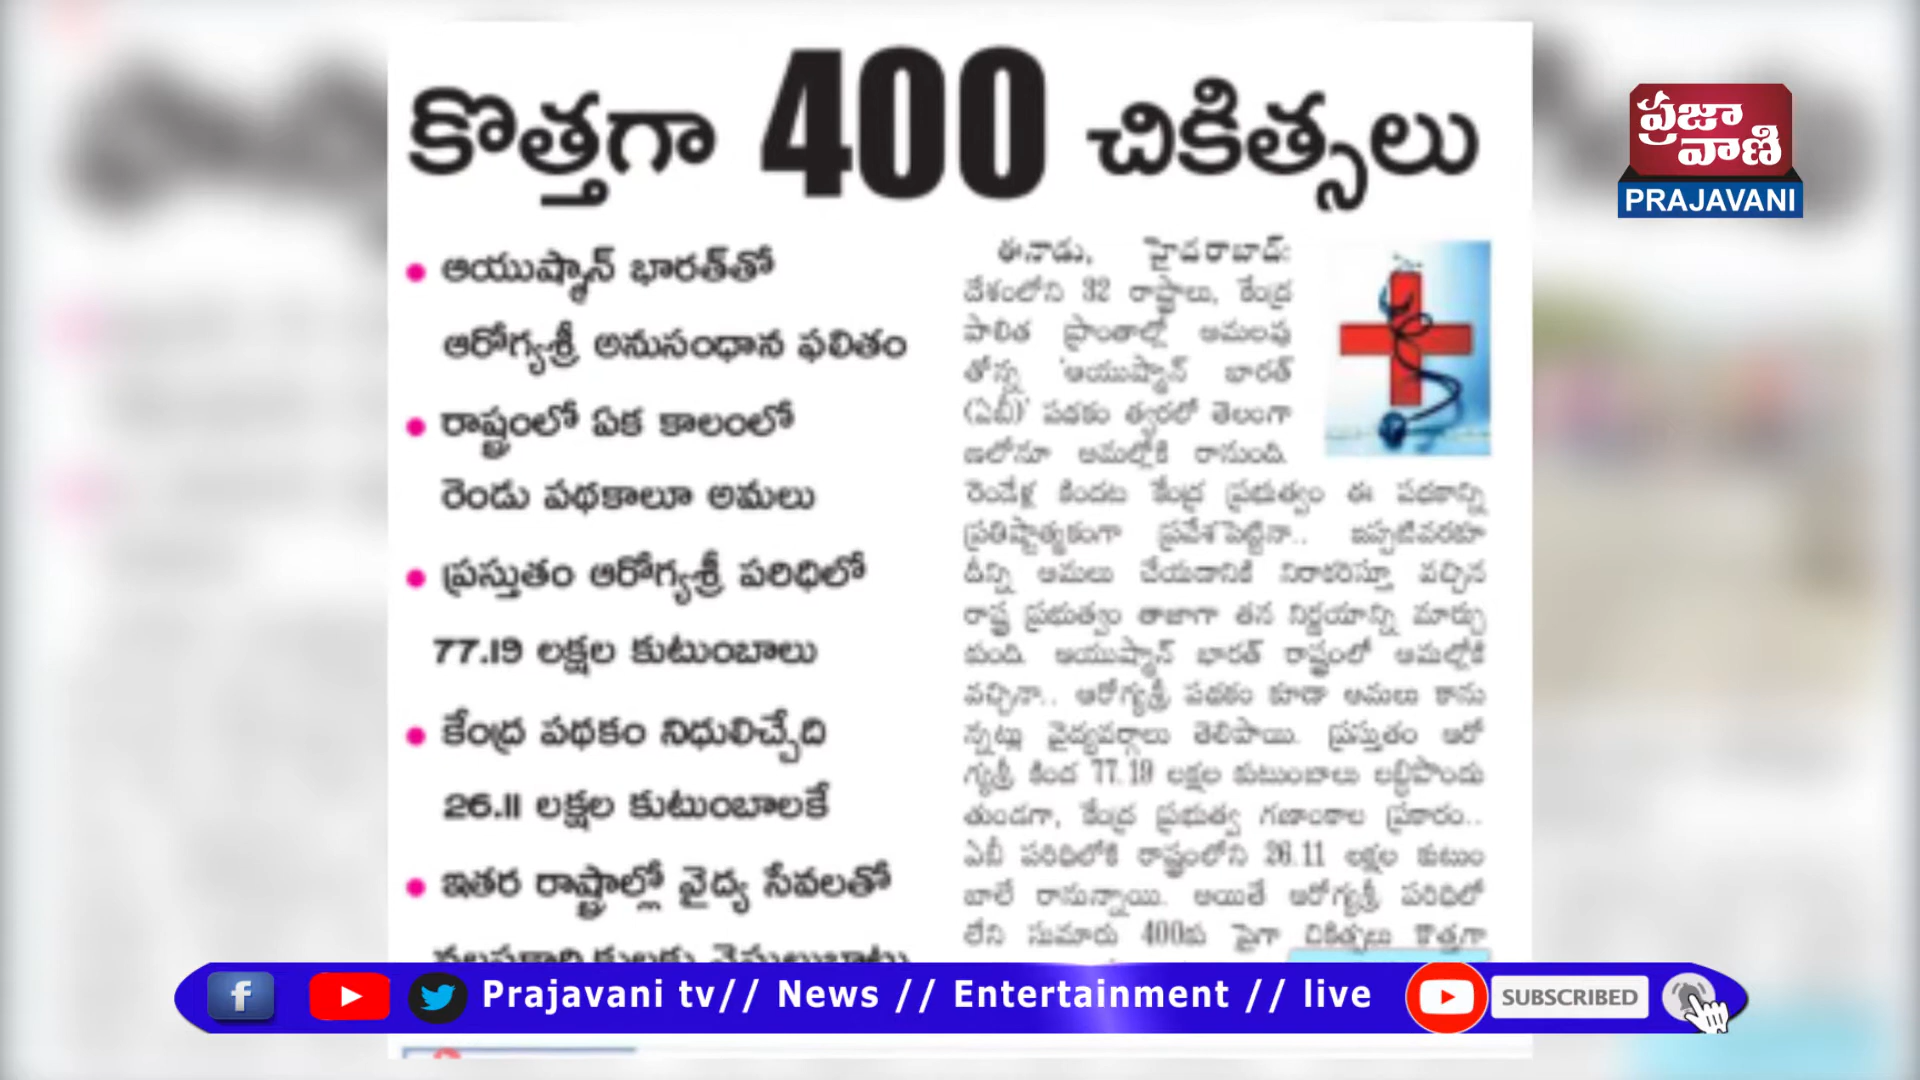 కొత్తగా 400 చికిత్సలు
• ఆయుష్మాన్ భారత్‌తో
ఆరోగ్యశ్రీ అనుసంధాన ఫలితం
• రాష్ట్రంలో ఏక కాలంలో
రెండు పథకాలూ అమలు
• ప్రస్తుతం ఆరోగ్యశ్రీ పరిధిలో
77.19 లక్షల కుటుంబాలు
• కేంద్ర పథకం నిధులిచ్చేది
26.11 లక్షల కుటుంబాలకే
• ఇతర రాష్ట్రాల్లో వైద్య సేవలతో
ఈనాడు, హైదరాబాద్:
దేశంలోని 32 రాష్ట్రాలు, కేంద్ర
పాలిత ప్రాంతాల్లో అమలవు
తోన్న 'ఆయుష్మాన్ భారత్
(ఏబీ)' పథకం త్వరలో తెలంగా
ణలోనూ అమల్లోకి రానుంది.
రెండేళ్ల కిందట కేంద్ర ప్రభుత్వం ఈ పథకాన్ని
ప్రతిష్ఠాత్మకంగా ప్రవేశపెట్టినా.. ఇప్పటివరకూ
దీన్ని అమలు చేయడానికి నిరాకరిస్తూ వచ్చిన
రాష్ట్ర ప్రభుత్వం తాజాగా తన నిర్ణయాన్ని మార్చు
కుంది. ఆయుష్మాన్ భారత్ రాష్ట్రంలో అమల్లోకి
వచ్చినా.. ఆరోగ్యశ్రీ పథకం కూడా అమలు కాను
న్నట్లు వైద్యవర్గాలు తెలిపాయి. ప్రస్తుతం ఆరో
గ్యశ్రీ కింద 77.19 లక్షల కుటుంబాలు లబ్ధిపొందు
తుండగా, కేంద్ర ప్రభుత్వ గణాంకాల ప్రకారం..
ఏబీ పరిధిలోకి రాష్ట్రంలోని 26.11 లక్షల కుటుం
బాలే రానున్నాయి. అయితే ఆరోగ్యశ్రీ పరిధిలో
లేని సుమారు 400కు పైగా చికిత్సలు కొత్తగా
ప్రజా
వాణి
PRAJAVANI
Prajavani tv// News // Entertainment // live
SUBSCRIBED